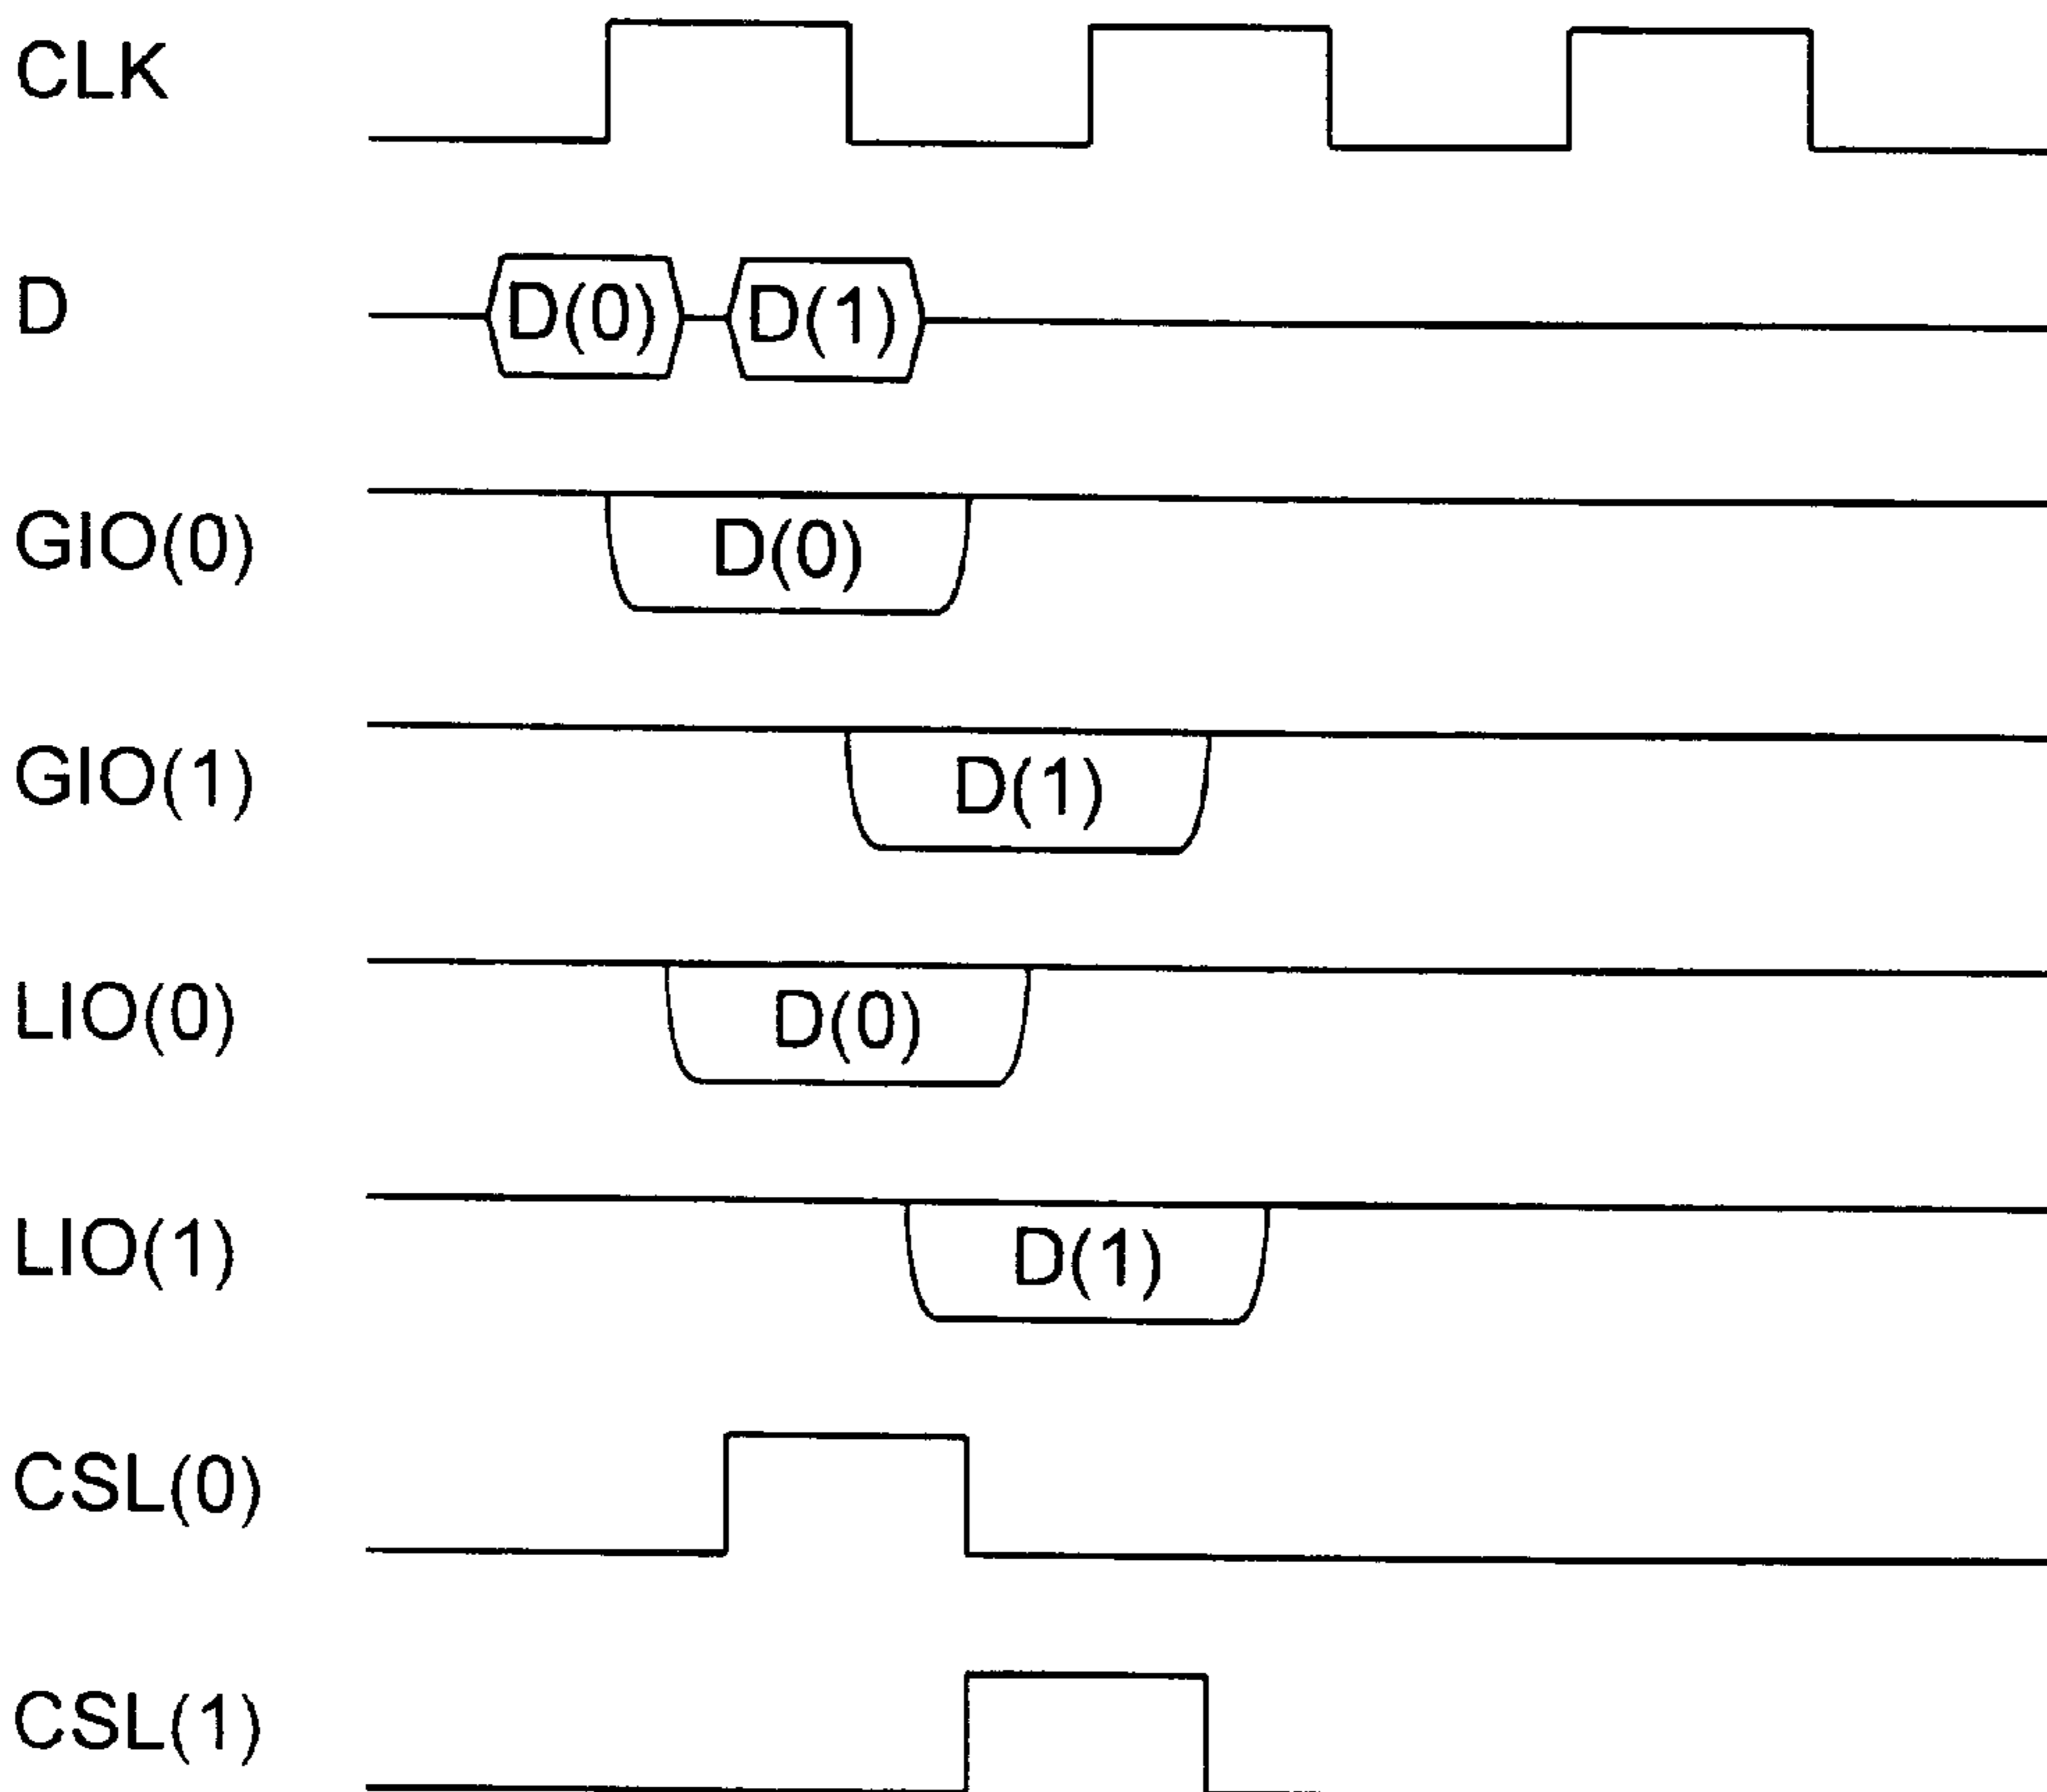 CLK
D
D(0) D(1)
GIO(0)
D(0)
GIO(1)
D(1)
LIO(0)
D(0)
LIO(1)
D(1)
CSL(0)
CSL(1)